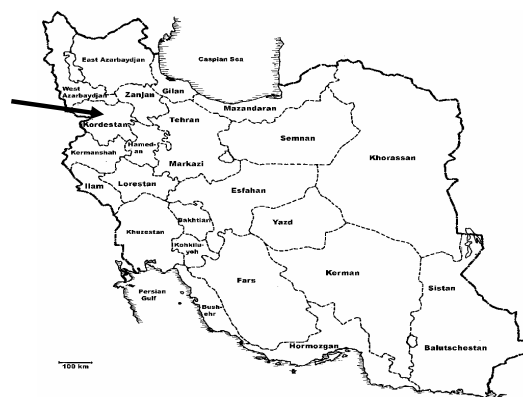 East Azarbaydjan
Caspian Sea
West
Azarbaydjan
Zanjan
Gilan
Mazandaran
Tehran
Kordestan
Semnan
Khorassan
Kermanshah
Hamed-
an
Markazi
Ilam
Lorestan
Esfahan
Bakhtiari
Yazd
Khuzestan
Kohkilu-
yeh
Fars
Kerman
Sistan
Persian
Gulf
Bush-
ehr
Hormozgan
Balutschestan
100 km